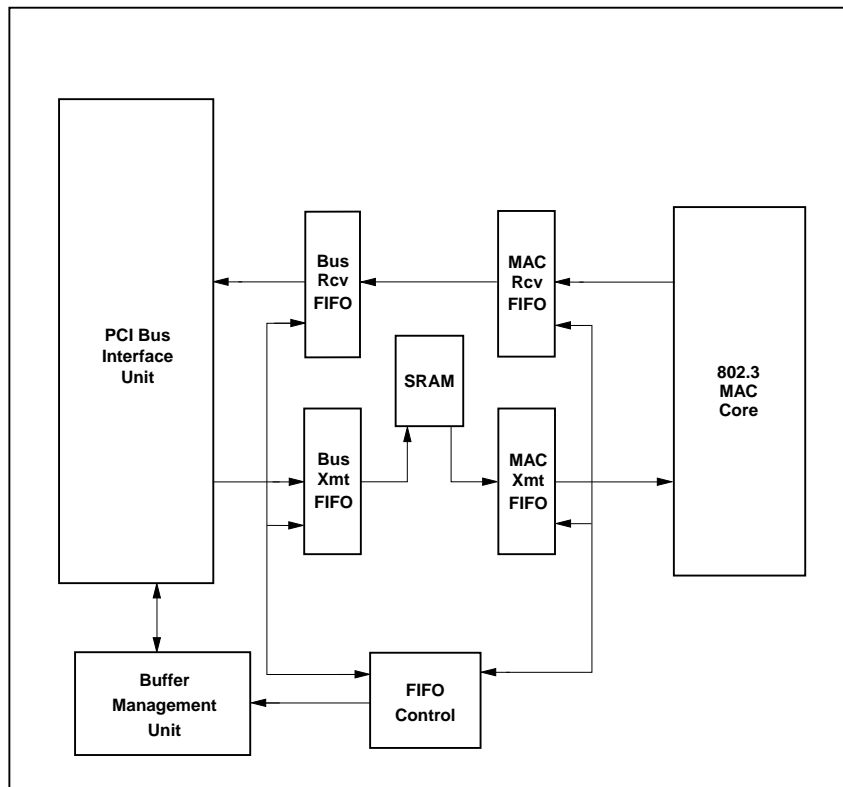 Bus
Rcv
FIFO
MAC
Rcv
FIFO
PCI Bus
Interface
Unit
SRAM
802.3
MAC
Core
Bus
Xmt
FIFO
MAC
Xmt
FIFO
Buffer
Management
Unit
FIFO
Control